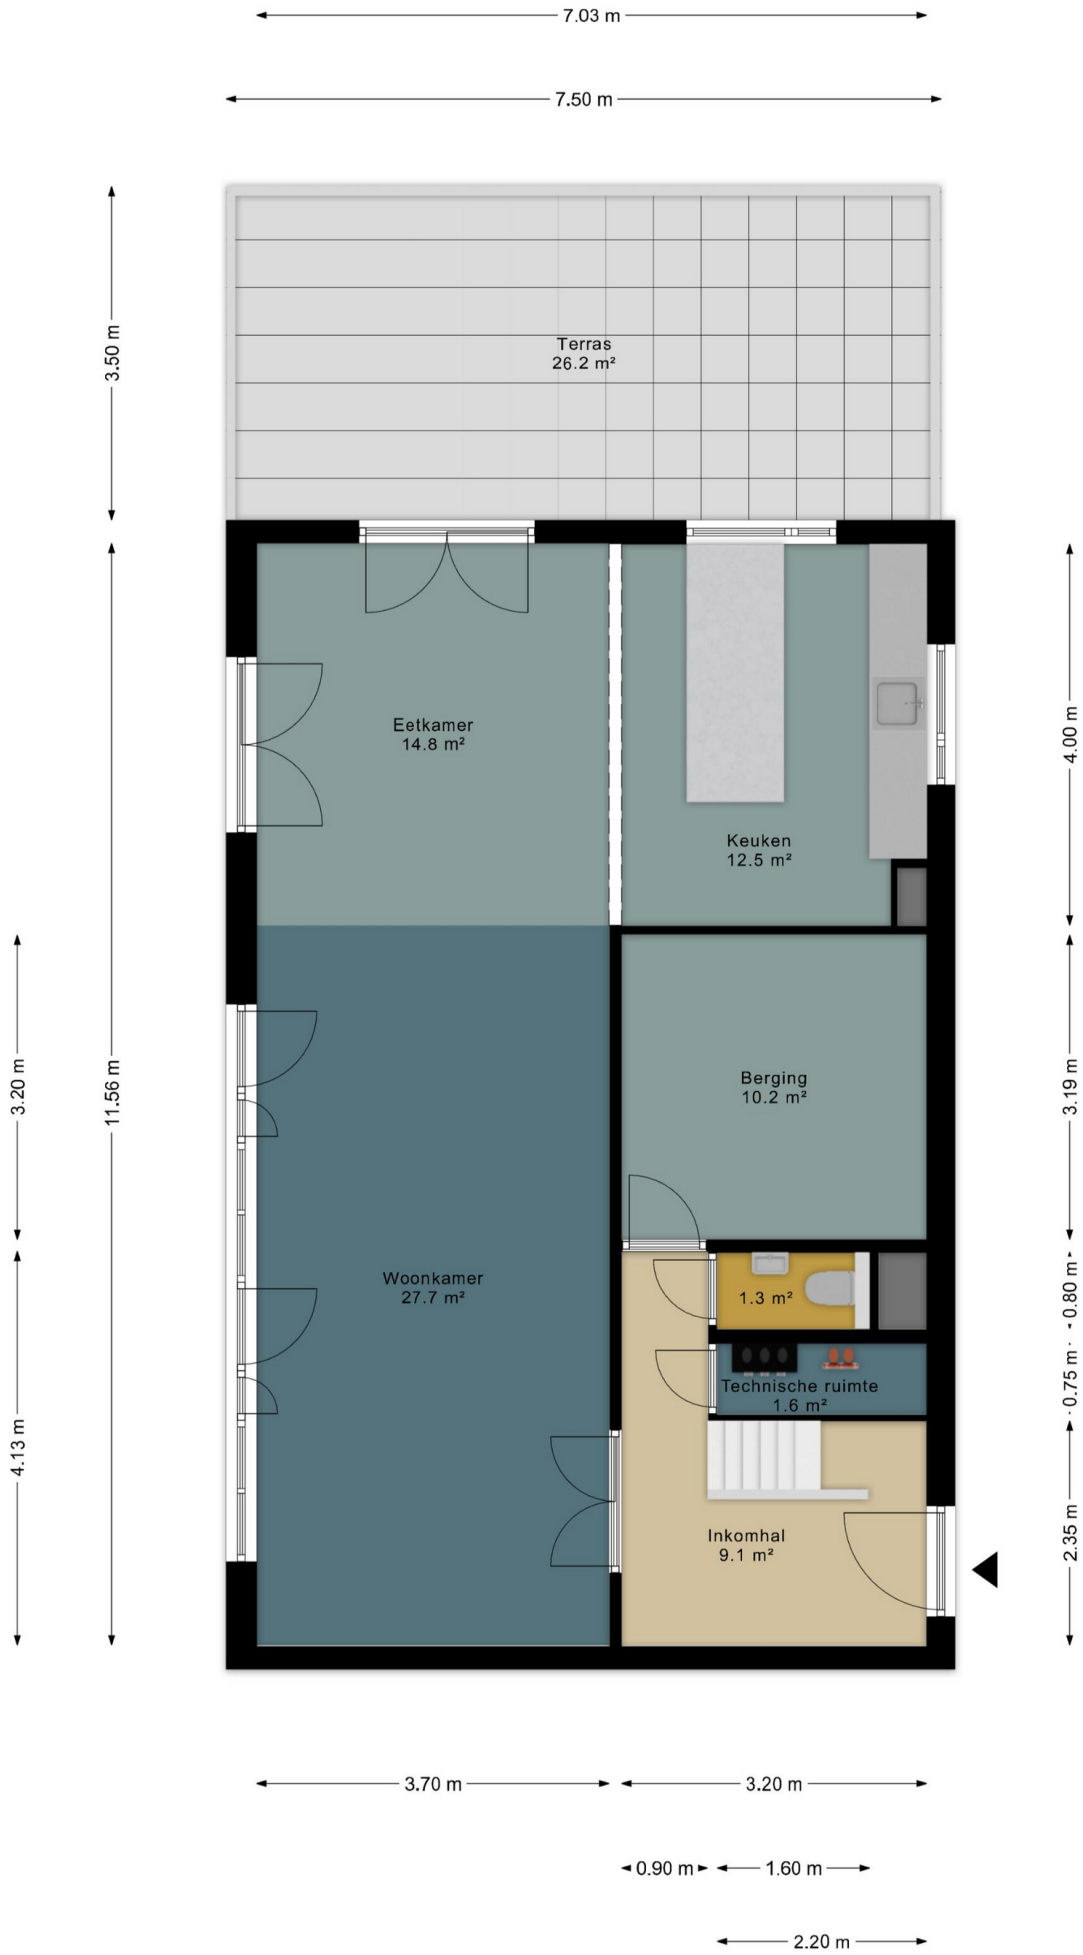 7.03 m
7.50 m
3.50 m
Terras
26.2 m²
Eetkamer
14.8 m²
4.00 m
Keuken
12.5 m²
3.20 m
11.56 m
3.19 m
Berging
10.2 m²
Woonkamer
27.7 m²
1.3 m²
0.80 m
Technische ruimte
1.6 m²
0.75 m
4.13 m
Inkomhal
9.1 m²
2.35 m
3.70 m
3.20 m
0.90 m
1.60 m
2.20 m